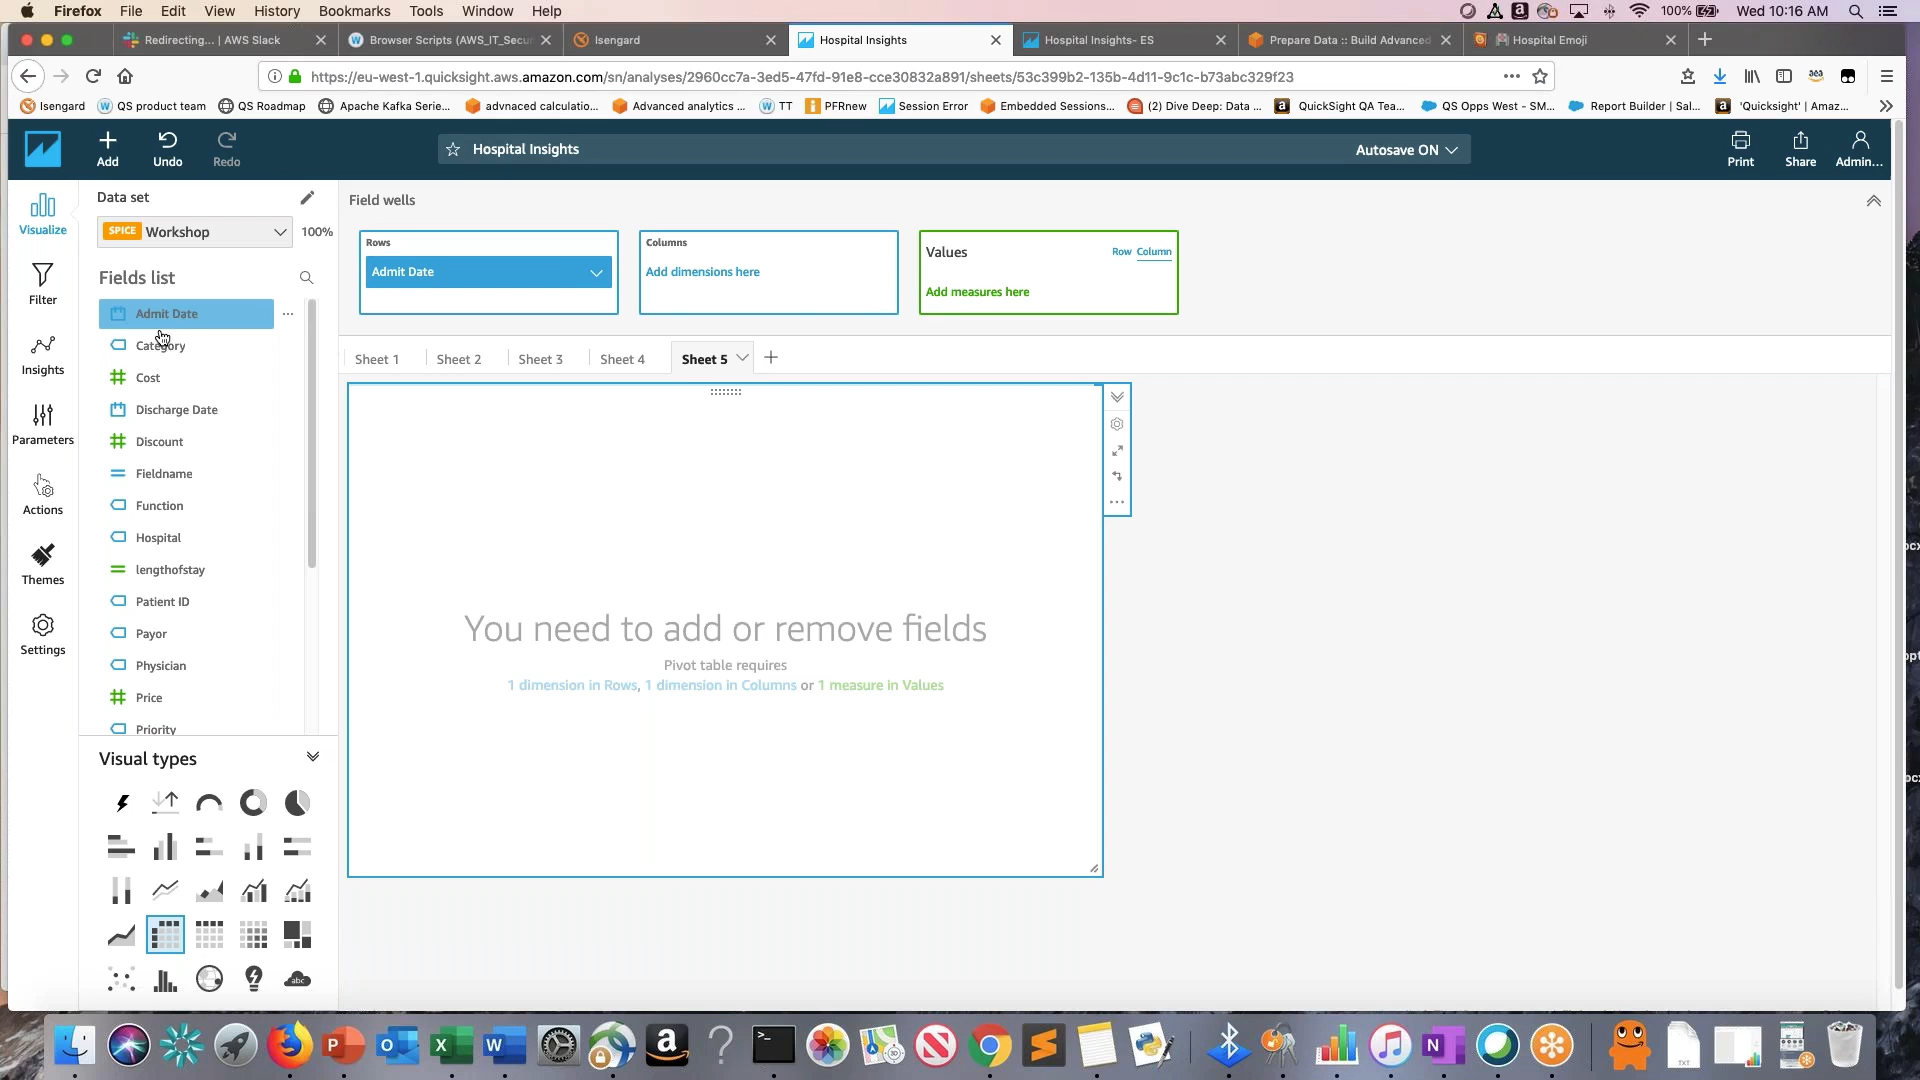 Firefox File Edit View History Bookmarks Tools Window Help
100% Wed 10:16 AM
Redirecting... | AWS Slack
Browser Scripts (AWS_IT_Secu
Isengard
Hospital Insights
Hospital Insights- ES
Prepare Data :: Build Advanced
Hospital Emoji
https://eu-west-1.quicksight.aws.amazon.com/sn/analyses/2960cc7a-3ed5-47fd-91e8-cce30832a891/sheets/53c399b2-135b-4d11-9c1c-b73abc329f23
Isengard
QS product team
QS Roadmap
Apache Kafka Serie...
advnaced calculatio...
Advanced analytics ...
TT
PFRnew
Session Error
Embedded Sessions...
(2) Dive Deep: Data ...
QuickSight QA Tea...
QS Opps West - SM...
Report Builder | Sal...
'Quicksight' | Amaz...
Add
Undo
Redo
Hospital Insights
Autosave ON
Print
Share
Admin...
Visualize
Filter
Insights
Parameters
Actions
Themes
Settings
Data set
SPICE Workshop
100%
Fields list
Admit Date
Category
Cost
Discharge Date
Discount
Fieldname
Function
Hospital
lengthofstay
Patient ID
Payor
Physician
Price
Priority
Visual types
abc
Field wells
Rows
Admit Date
Columns
Add dimensions here
Values
Row Column
Add measures here
Sheet 1
Sheet 2
Sheet 3
Sheet 4
Sheet 5
You need to add or remove fields
Pivot table requires
1 dimension in Rows, 1 dimension in Columns or 1 measure in Values